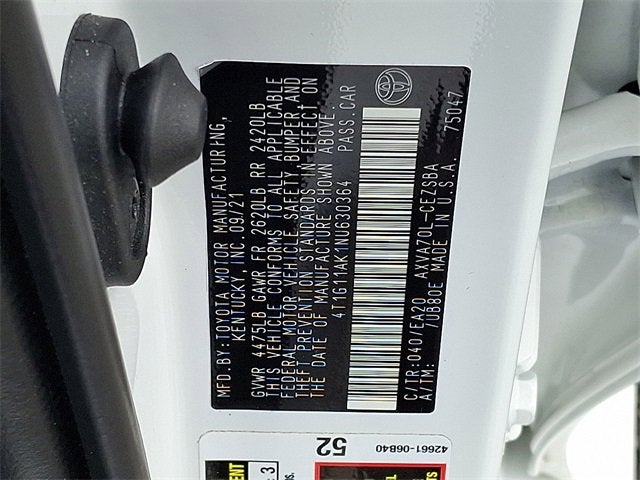 MFD.BY:TOYOTA MOTOR MANUFACTURING,
KENTUCKY, INC. 09/21
GVWR 4475LB GAWR FR 2620LB RR 2420LB
THIS VEHICLE CONFORMS TO ALL APPLICABLE
FEDERAL MOTOR VEHICLE SAFETY, BUMPER AND
THEFT PREVENTION STANDARDS IN EFFECT ON
THE DATE OF MANUFACTURE SHOWN ABOVE.
4T1G11AK1NU630364 PASS.CAR
C/TR:040/EA20 AXVA70L-CEZSBA
A/TM: /UB80E MADE IN U.S.A. 75047
52
42661-06B40